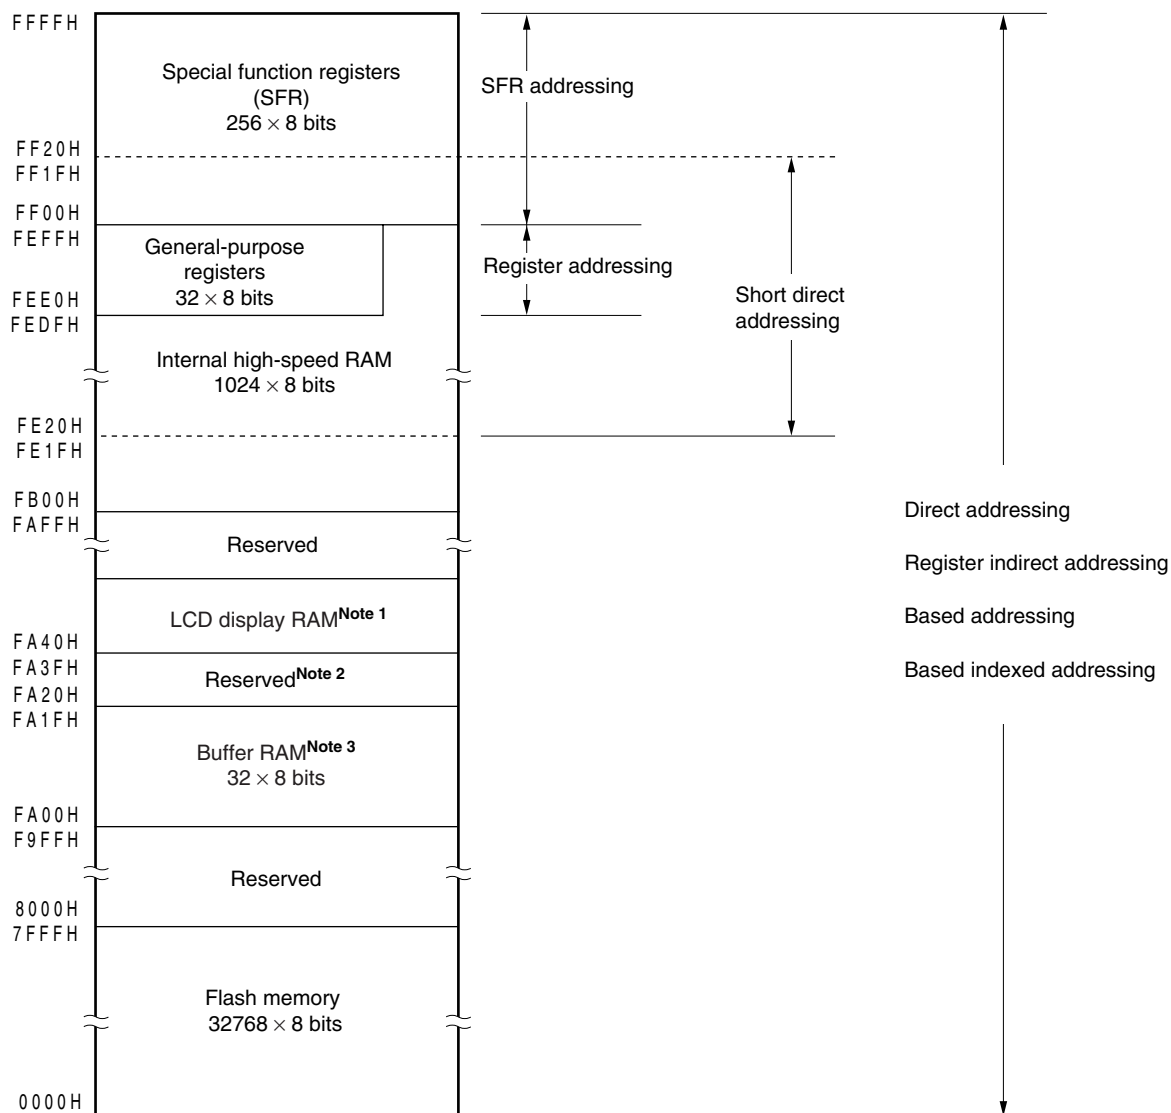 FFFFH
Special function registers
(SFR)
256 × 8 bits
SFR addressing
FF20H
FF1FH
FF00H
FEFFH
General-purpose
registers
32 × 8 bits
Register addressing
Short direct
addressing
FEE0H
FEDFH
Internal high-speed RAM
1024 × 8 bits
FE20H
FE1FH
FB00H
FAFFH
Reserved
Direct addressing
Register indirect addressing
Based addressing
Based indexed addressing
LCD display RAMNote 1
FA40H
FA3FH
Reserved Note 2
FA20H
FA1FH
Buffer RAMNote 3
32 × 8 bits
FA00H
F9FFH
Reserved
8000H
7FFFH
Flash memory
32768 × 8 bits
0000H